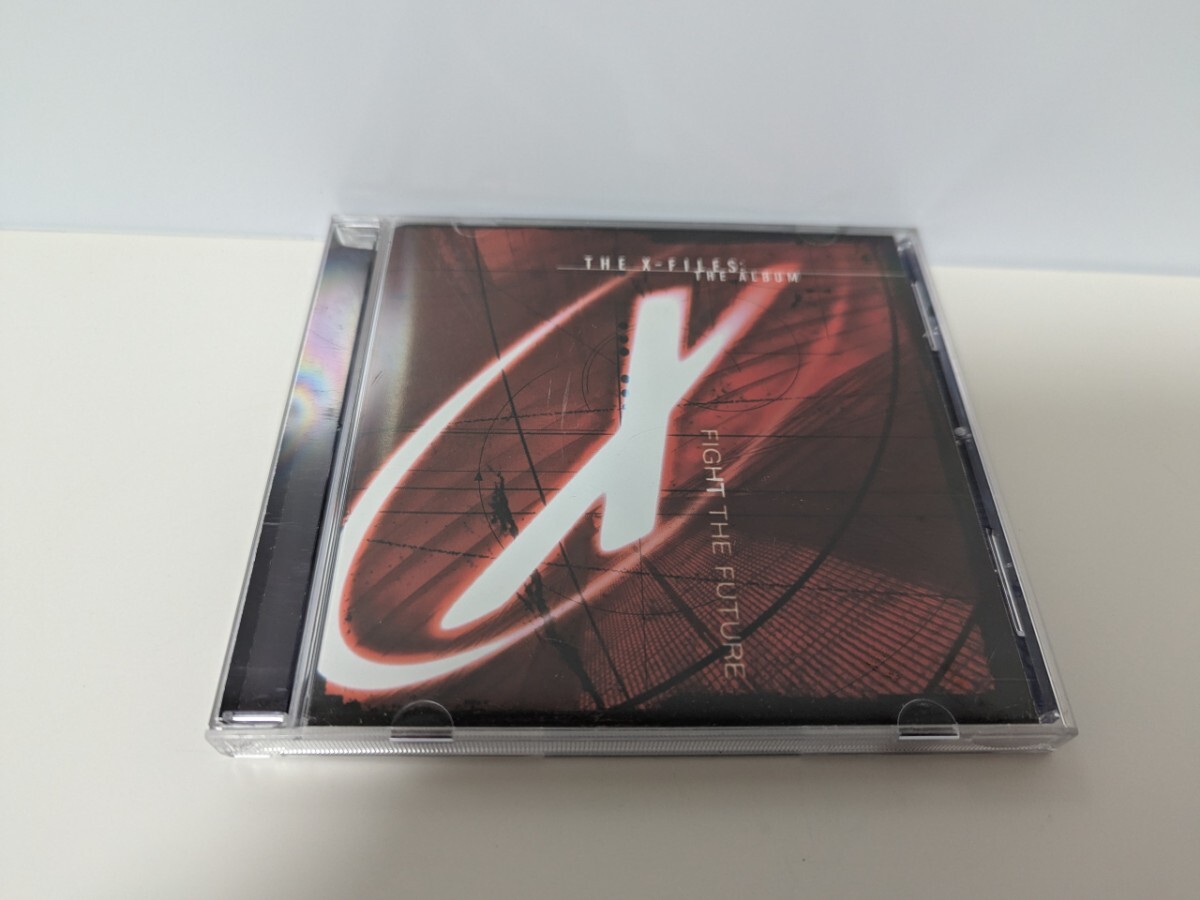 THE X-FILES:
THE ALBUM
X
FIGHT THE FUTURE